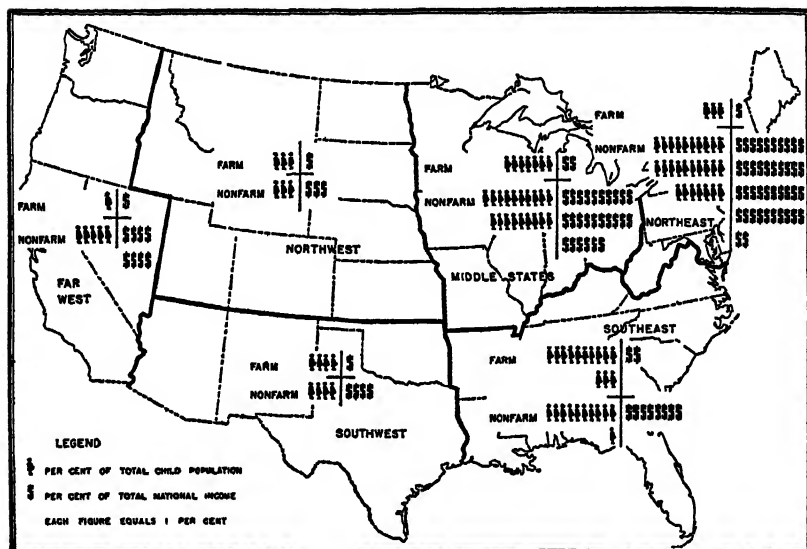 FARM
NONFARM
NORTHEAST
FARM
NONFARM
MIDDLE STATES
FARM
NONFARM
NORTHWEST
FARM
NONFARM
FAR
WEST
SOUTHEAST
FARM
NONFARM
FARM
NONFARM
SOUTHWEST
LEGEND
PER CENT OF TOTAL CHILD POPULATION
$ PER CENT OF TOTAL NATIONAL INCOME
EACH FIGURE EQUALS 1 PER CENT